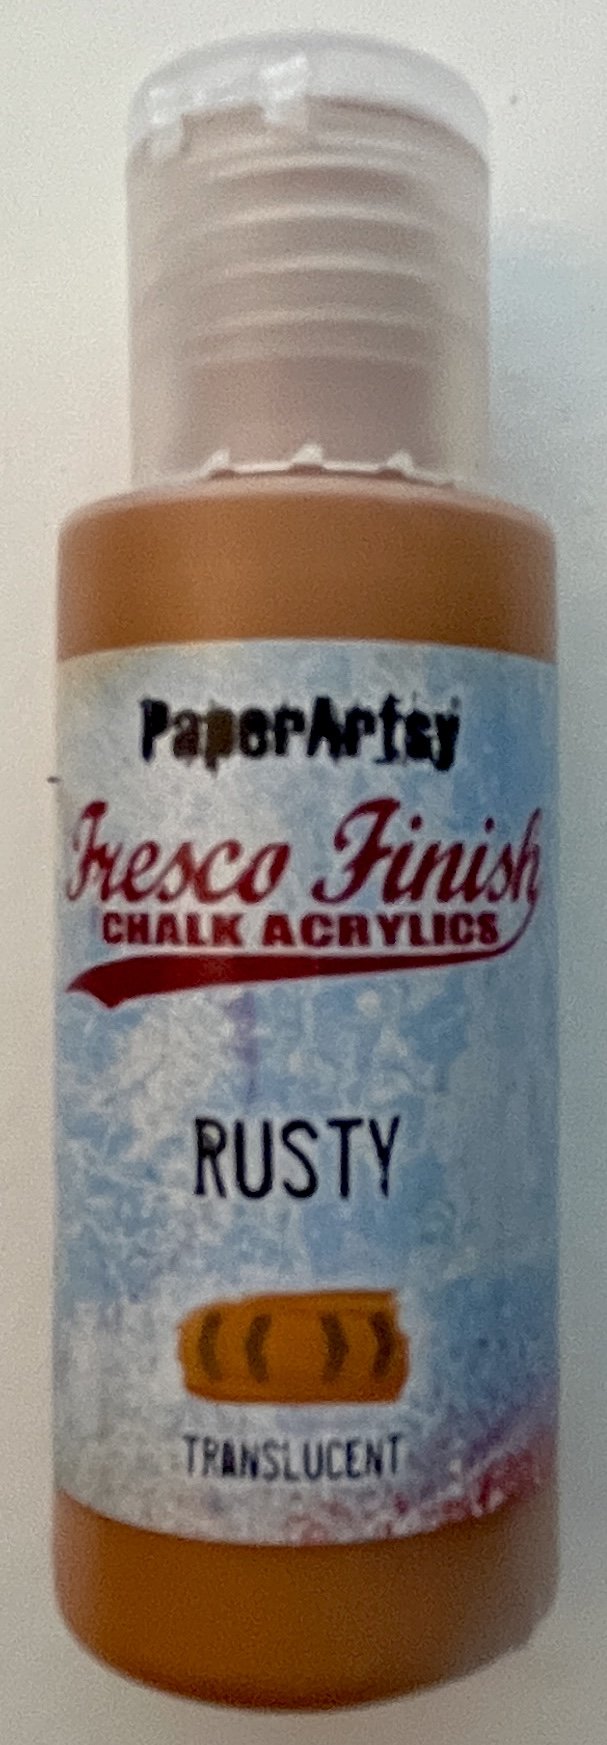 PaperArtsy
Fresco Finish
CHALK ACRYLICS
RUSTY
TRANSLUCENT